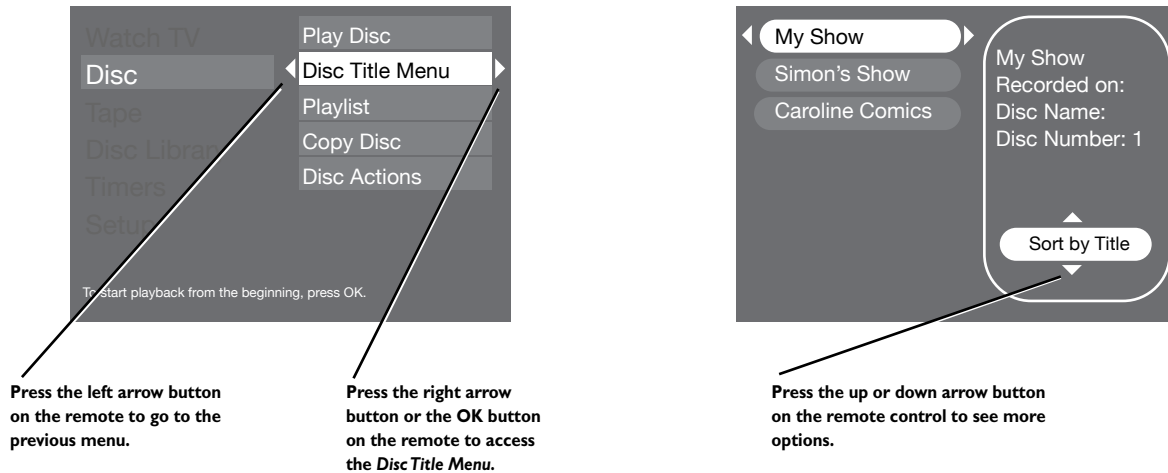 Watch TV
Disc
Tape
Disc Librar
Timers
Setup
Play Disc
Disc Title Menu
Playlist
Copy Disc
Disc Actions
To start playback from the beginning, press OK.
Press the left arrow button
on the remote to go to the
previous menu.
Press the right arrow
button or the OK button
on the remote to access
the Disc Title Menu.
My Show
Simon's Show
Caroline Comics
My Show
Recorded on:
Disc Name:
Disc Number: 1
Sort by Title
Press the up or down arrow button
on the remote control to see more
options.